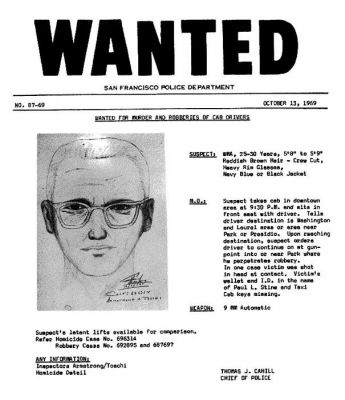 WANTED
SAN FRANCISCO POLICE DEPARTMENT
NO. 87-69 OCTOBER 13, 1969
WANTED FOR MURDER AND ROBBERIES OF CAB DRIVERS
SUSPECT: WMA, 25-30 Years, 5'8" to 5'9"
Reddish Brown Hair - Crew Cut,
Heavy Rim Glasses,
Navy Blue or Black Jacket
M.O.: Suspect takes cab in downtown
area at 9:30 P.M. and sits in
front seat with driver. Tells
driver destination is Washington
and Laurel area or area near
Park or Presidio. Upon reaching
destination, suspect orders
driver to continue on at gun-
point into or near Park where
he perpetrates robbery.
In one case victim was shot
in head at contact. Victim's
wallet and I.D. in the name
of Paul L. Stine and Taxi
Cab keys missing.
WEAPON: 9 MM Automatic
Suspect's latent lifts available for comparison.
Refer Homicide Case No. 696314
Robbery Cases No. 692895 and 687697
ANY INFORMATION:
Inspectors Armstrong/Toschi
Homicide Detail
THOMAS J. CAHILL
CHIEF OF POLICE